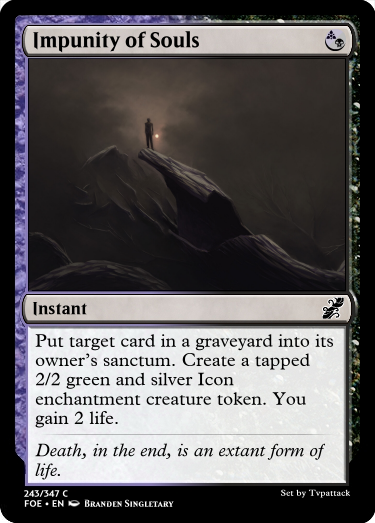 Impunity of Souls
Instant
Put target card in a graveyard into its
owner's sanctum. Create a tapped
2/2 green and silver Icon
enchantment creature token. You
gain 2 life.
Death, in the end, is an extant form of
life.
243/347 C
Set by Tvpattack
FOE • EN Branden Singletary